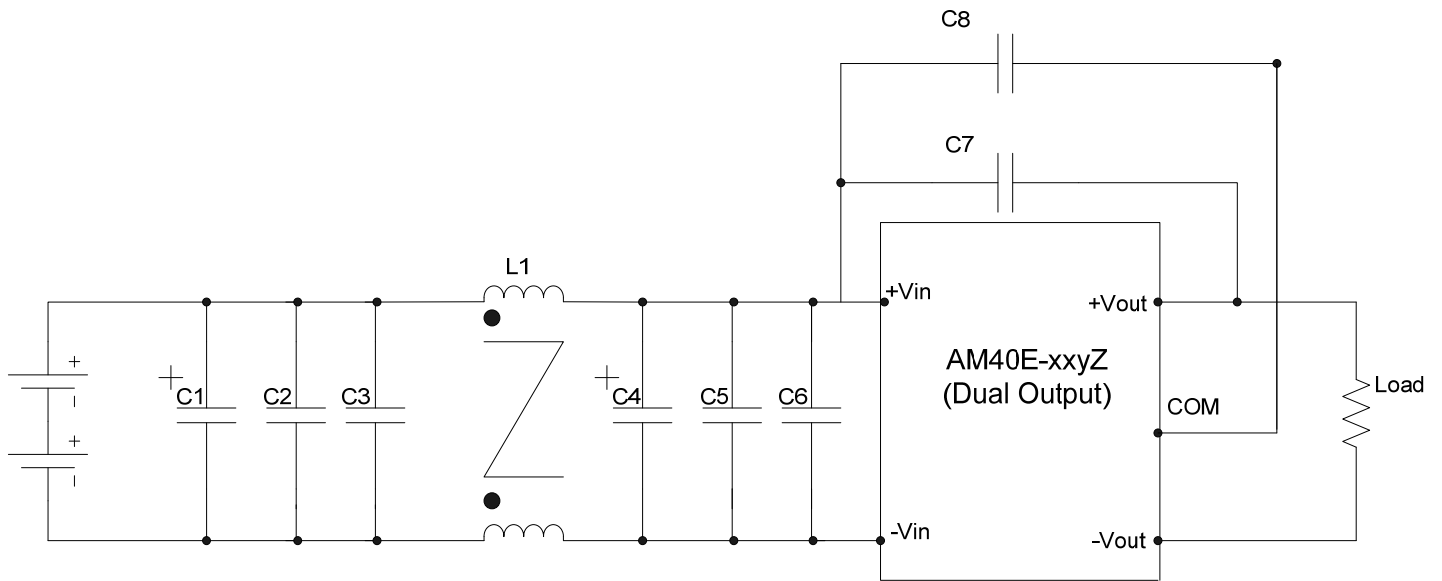 C8
C7
L1
+Vin
+Vout
AM40E-xxyZ
(Dual Output)
COM
Load
+
-
+
-
+
C1
C2
C3
+
C4
C5
C6
-Vin
-Vout